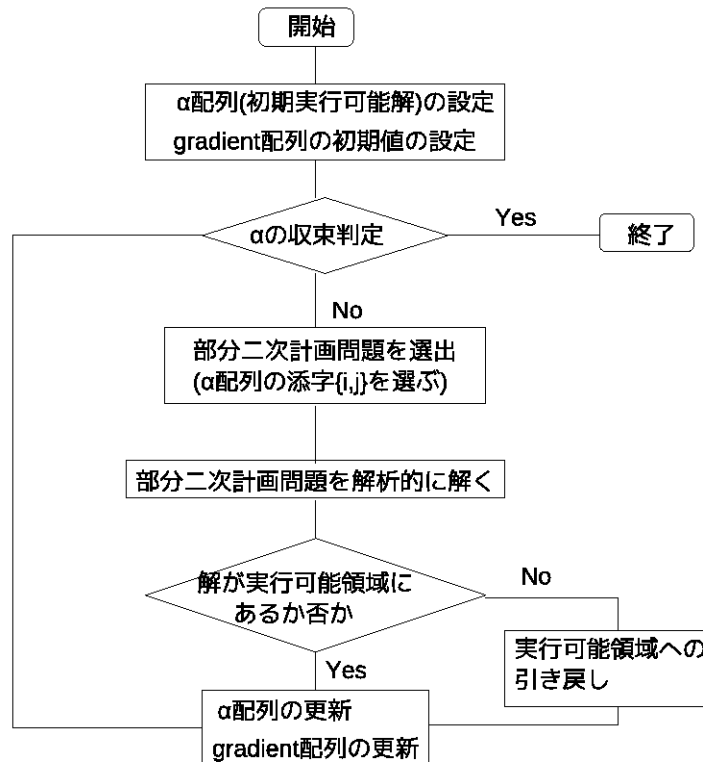 開始
α配列(初期実行可能解)の設定
gradient配列の初期値の設定
αの収束判定
Yes
終了
No
部分二次計画問題を選出
(α配列の添字{i,j}を選ぶ)
部分二次計画問題を解析的に解く
解が実行可能領域に
あるか否か
No
実行可能領域への
引き戻し
Yes
α配列の更新
gradient配列の更新